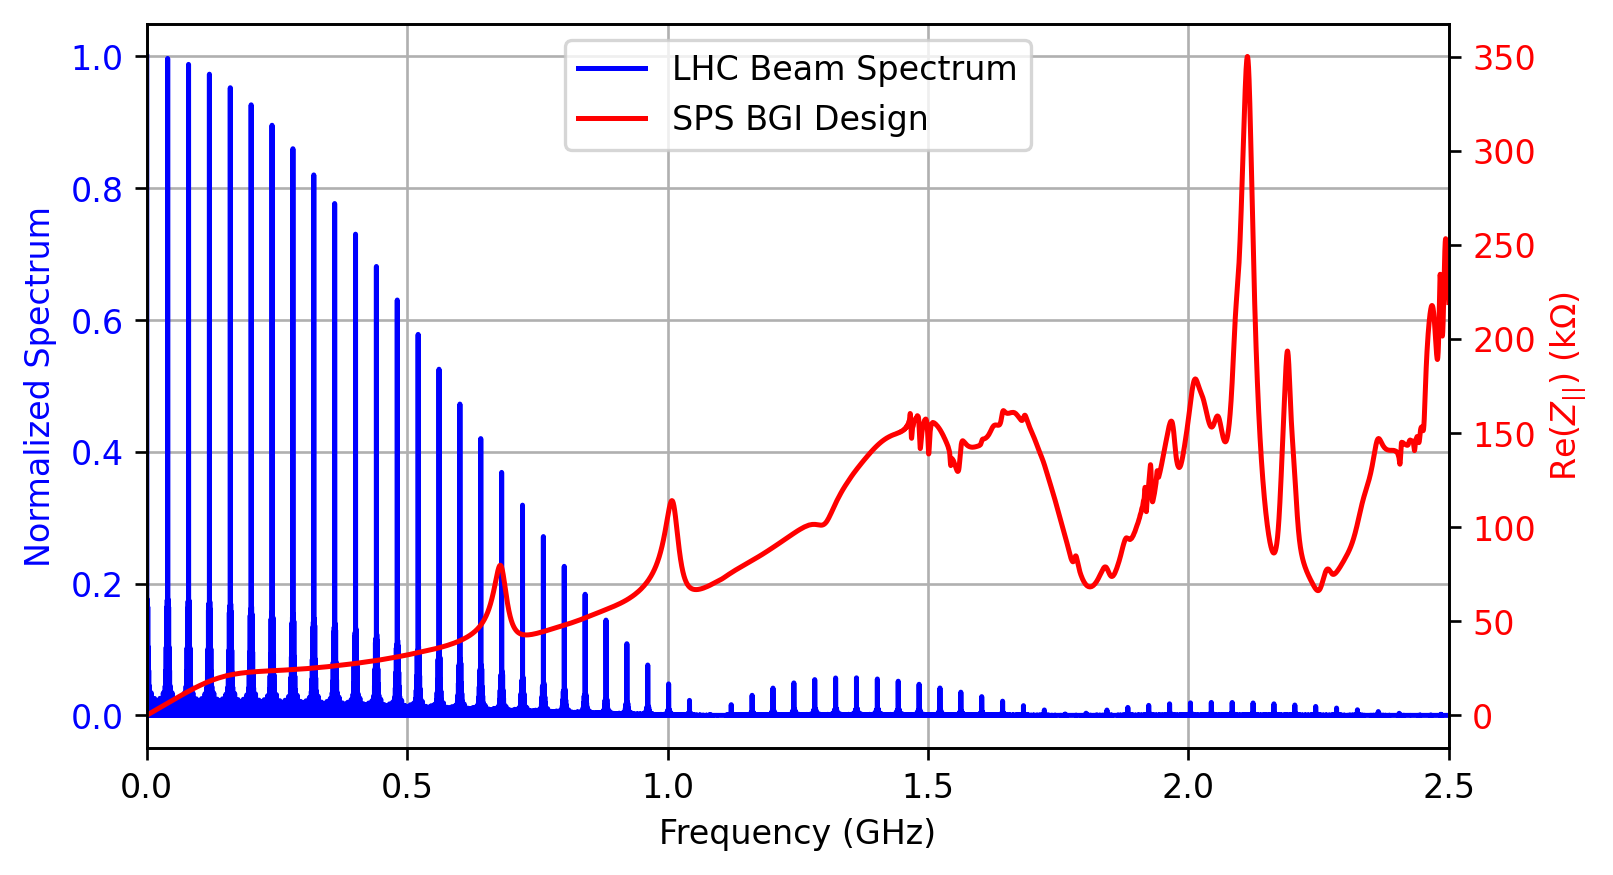 LHC Beam Spectrum
SPS BGI Design
Normalized Spectrum
1.0
0.8
0.6
0.4
0.2
0.0
350
300
250
200
150
100
50
0
Re(Z||) (kΩ)
0.0 0.5 1.0 1.5 2.0 2.5
Frequency (GHz)